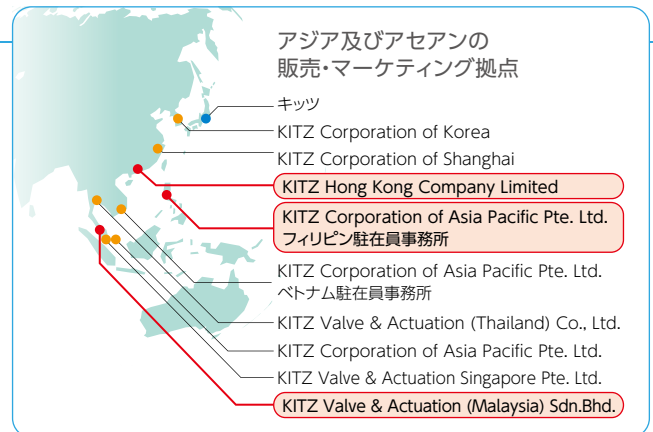 アジア及びアセアンの
販売・マーケティング拠点
キッツ
KITZ Corporation of Korea
KITZ Corporation of Shanghai
KITZ Hong Kong Company Limited
KITZ Corporation of Asia Pacific Pte. Ltd.
フィリピン駐在員事務所
KITZ Corporation of Asia Pacific Pte. Ltd.
ベトナム駐在員事務所
KITZ Valve & Actuation (Thailand) Co., Ltd.
KITZ Corporation of Asia Pacific Pte. Ltd.
KITZ Valve & Actuation Singapore Pte. Ltd.
KITZ Valve & Actuation (Malaysia) Sdn.Bhd.